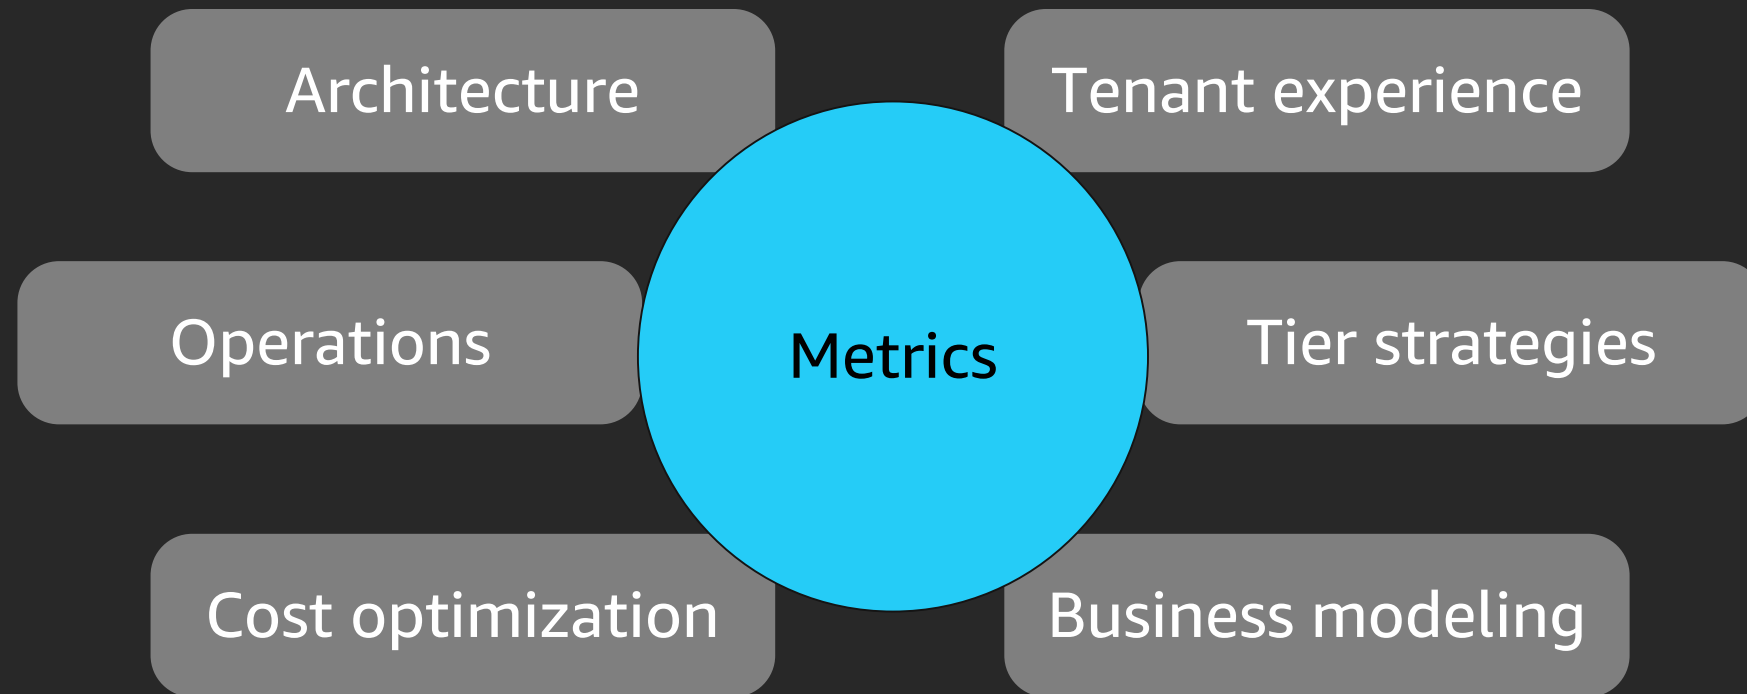 Architecture
Tenant experience
Operations
Metrics
Tier strategies
Cost optimization
Business modeling